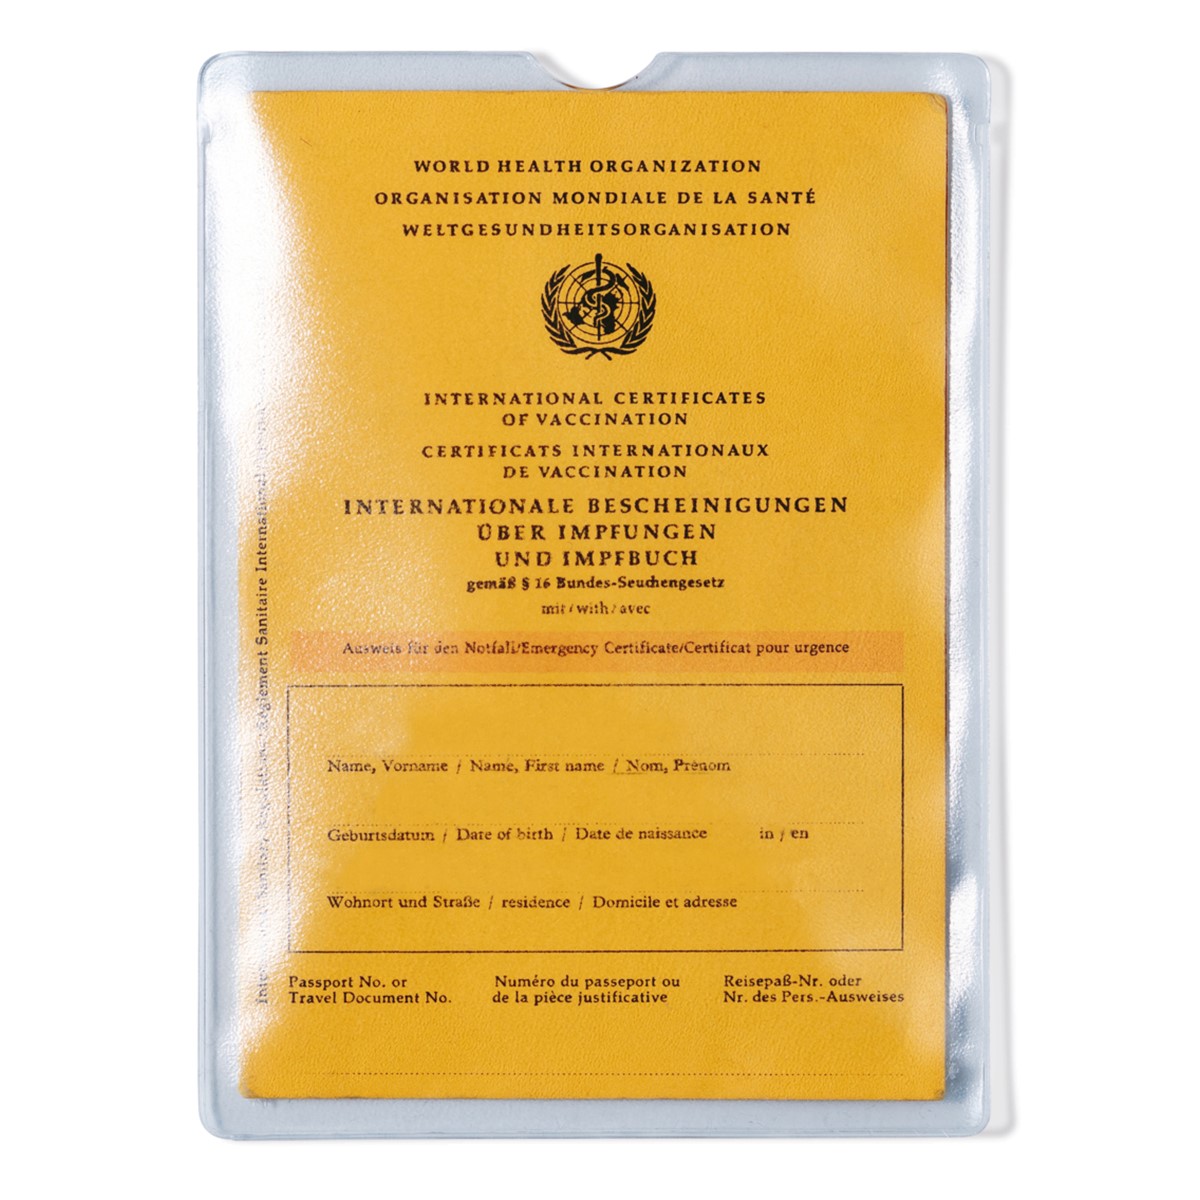 WORLD HEALTH ORGANIZATION
ORGANISATION MONDIALE DE LA SANTÉ
WELTGESUNDHEITSORGANISATION
INTERNATIONAL CERTIFICATES
OF VACCINATION
CERTIFICATS INTERNATIONAUX
DE VACCINATION
INTERNATIONALE BESCHEINIGUNGEN
ÜBER IMPFUNGEN
UND IMPFBUCH
gemäß § 16 Bundes-Seuchengesetz
mit / with / avec
Ausweis für den Notfall/Emergency Certificate/Certificat pour urgence
Name, Vorname / Name, First name / Nom, Prénom
Geburtsdatum / Date of birth / Date de naissance in / en
Wohnort und Straße / residence / Domicile et adresse
Passport No. or
Travel Document No.
Numéro du passeport ou
de la pièce justificative
Reisepaß-Nr. oder
Nr. des Pers.-Ausweises
Règlement Sanitaire International